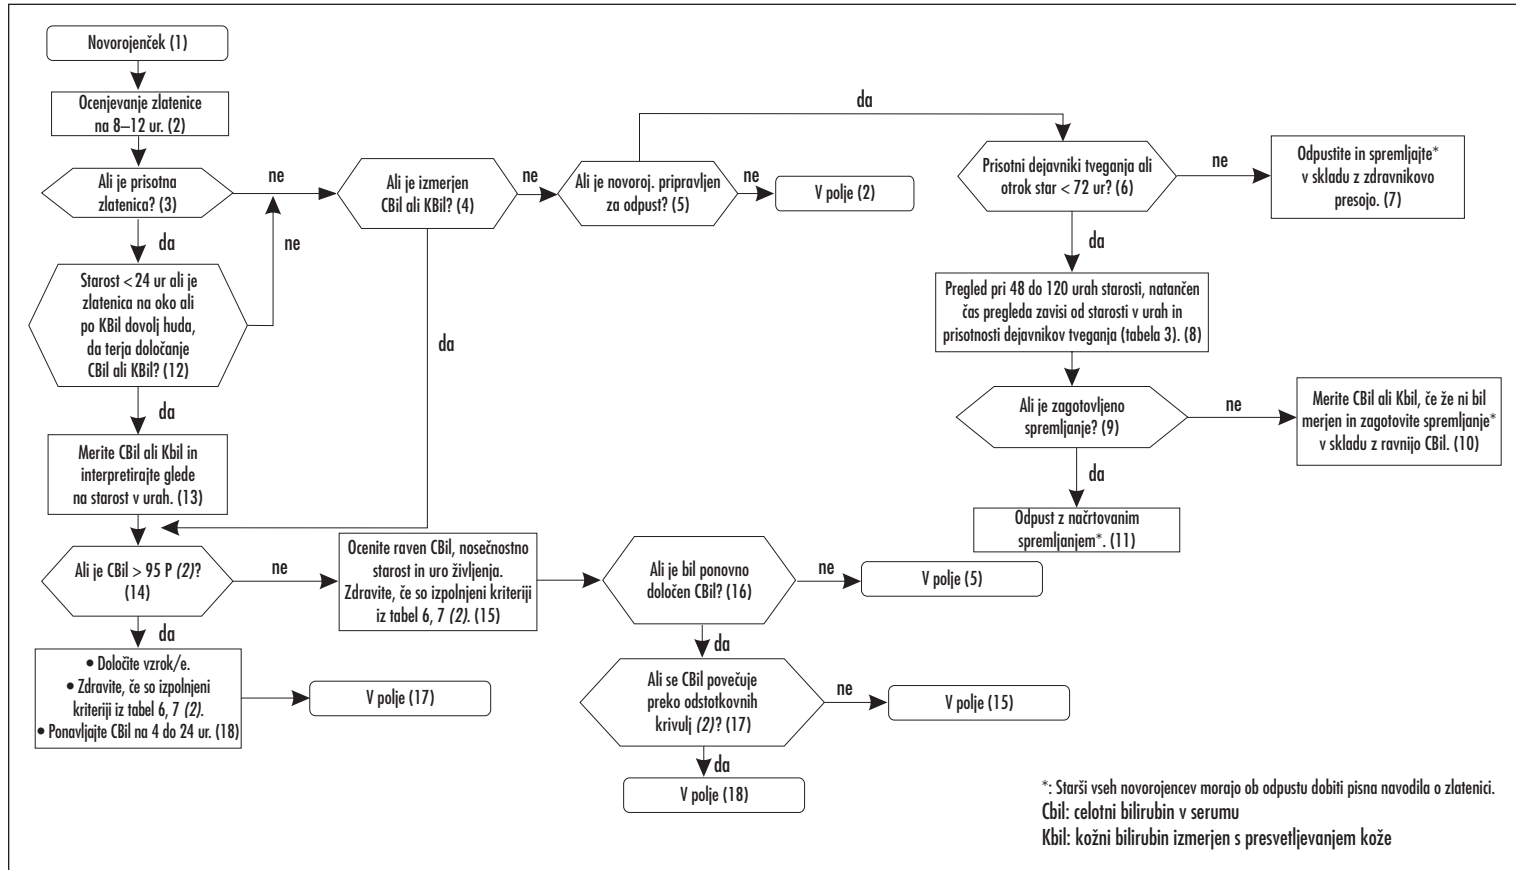 Novorojenček (1)
Ocenjevanje zlatenice
na 8–12 ur. (2)
Ali je prisotna
zlatenica? (3)
ne
da
Starost < 24 ur ali je
zlatenica na oko ali
po KBil dovolj huda,
da terja določanje
CBil ali KBil? (12)
ne
da
Merite CBil ali Kbil in
interpretirajte glede
na starost v urah. (13)
Ali je CBil > 95 P (2)?
(14)
ne
da
• Določite vzrok/e.
• Zdravite, če so izpolnjeni
kriteriji iz tabel 6, 7 (2).
• Ponavljajte CBil na 4 do 24 ur. (18)
V polje (17)
Ali je izmerjen
CBil ali KBil? (4)
ne
da
Ali je novoroj. pripravljen
za odpust? (5)
ne
da
V polje (2)
Prisotni dejavniki tveganja ali
otrok star < 72 ur? (6)
ne
da
Odpustite in spremljajte*
v skladu z zdravnikovo
presojo. (7)
Pregled pri 48 do 120 urah starosti, natančen
čas pregleda zavisi od starosti v urah in
prisotnosti dejavnikov tveganja (tabela 3). (8)
Ali je zagotovljeno
spremljanje? (9)
ne
da
Merite CBil ali Kbil, če že ni bil
merjen in zagotovite spremljanje*
v skladu z ravnijo CBil. (10)
Odpust z načrtovanim
spremljanjem*. (11)
Ocenite raven CBil, nosečnostno
starost in uro življenja.
Zdravite, če so izpolnjeni kriteriji
iz tabel 6, 7 (2). (15)
Ali je bil ponovno
določen CBil? (16)
ne
da
V polje (5)
Ali se CBil povečuje
preko odstotkovnih
krivulj (2)? (17)
ne
da
V polje (15)
V polje (18)
*: Starši vseh novorojencev morajo ob odpustu dobiti pisna navodila o zlatenici.
Cbil: celotni bilirubin v serumu
Kbil: kožni bilirubin izmerjen s presvetljevanjem kože